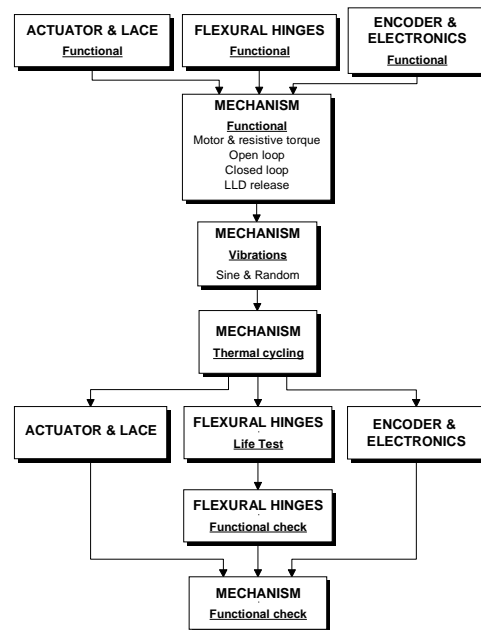 ACTUATOR & LACE
Functional
FLEXURAL HINGES
Functional
ENCODER &
ELECTRONICS
Functional
MECHANISM
Functional
Motor & resistive torque
Open loop
Closed loop
LLD release
MECHANISM
Vibrations
Sine & Random
MECHANISM
Thermal cycling
ACTUATOR & LACE
FLEXURAL HINGES
Life Test
ENCODER &
ELECTRONICS
FLEXURAL HINGES
Functional check
MECHANISM
Functional check